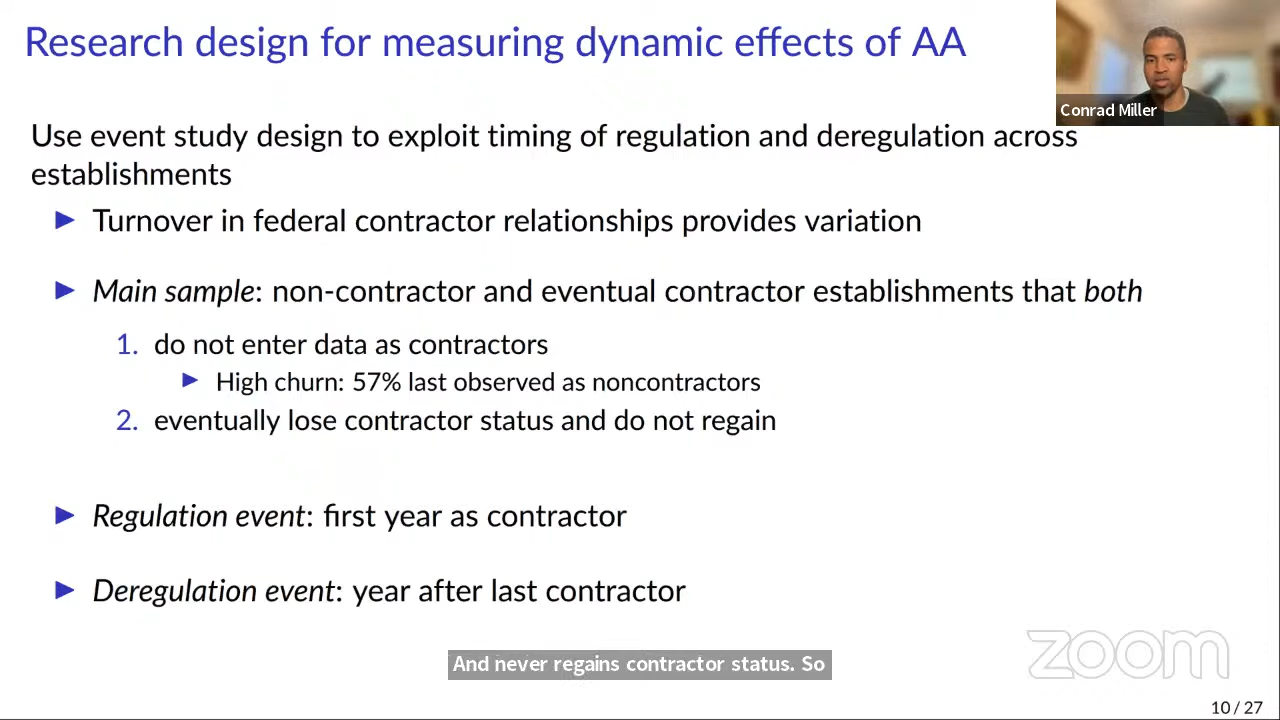 Research design for measuring dynamic effects of AA
Conrad Miller
Use event study design to exploit timing of regulation and deregulation across
establishments
Turnover in federal contractor relationships provides variation
Main sample: non-contractor and eventual contractor establishments that both
1. do not enter data as contractors
High churn: 57% last observed as noncontractors
2. eventually lose contractor status and do not regain
Regulation event: first year as contractor
Deregulation event: year after last contractor
And never regains contractor status. So
zoom
10 / 27